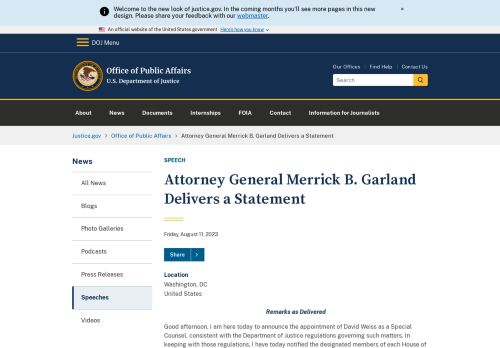 Welcome to the new look of justice.gov. In the coming months you'll see more pages in this new
design. Please share your feedback with our webmaster.
×
An official website of the United States government Here's how you know
DOJ Menu
Office of Public Affairs
U.S. Department of Justice
Our Offices Find Help Contact Us
Search
About News Documents Internships FOIA Contact Information for Journalists
Justice.gov > Office of Public Affairs > Attorney General Merrick B. Garland Delivers a Statement
News
All News
Blogs
Photo Galleries
Podcasts
Press Releases
Speeches
Videos
SPEECH
Attorney General Merrick B. Garland
Delivers a Statement
Friday, August 11, 2023
Share >
Location
Washington, DC
United States
Remarks as Delivered
Good afternoon. I am here today to announce the appointment of David Weiss as a Special
Counsel, consistent with the Department of Justice regulations governing such matters. In
keeping with those regulations, I have today notified the designated members of each House of